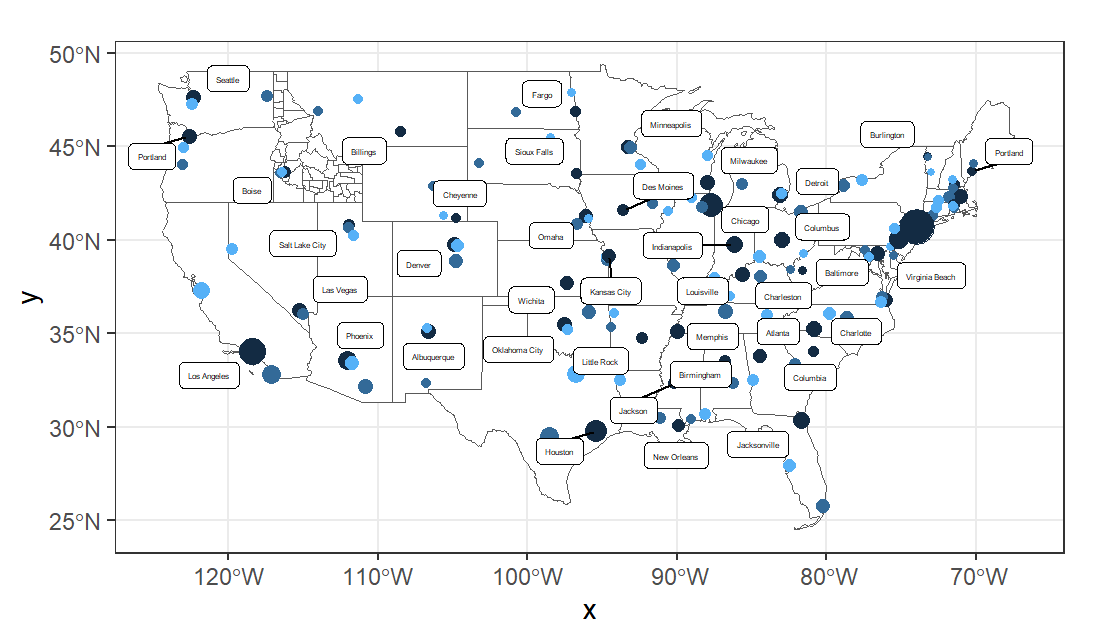 50°N
45°N
40°N
35°N
30°N
25°N
y
Seattle
Fargo
Minneapolis
Burlington
Portland
Portland
Billings
Sioux Falls
Milwaukee
Boise
Cheyenne
Des Moines
Detroit
Salt Lake City
Omaha
Indianapolis
Chicago
Columbus
Denver
Las Vegas
Wichita
Kansas City
Louisville
Baltimore
Virginia Beach
Charleston
Phoenix
Albuquerque
Oklahoma City
Memphis
Atlanta
Charlotte
Los Angeles
Little Rock
Birmingham
Columbia
Jackson
Houston
New Orleans
Jacksonville
120°W 110°W 100°W 90°W 80°W 70°W
x